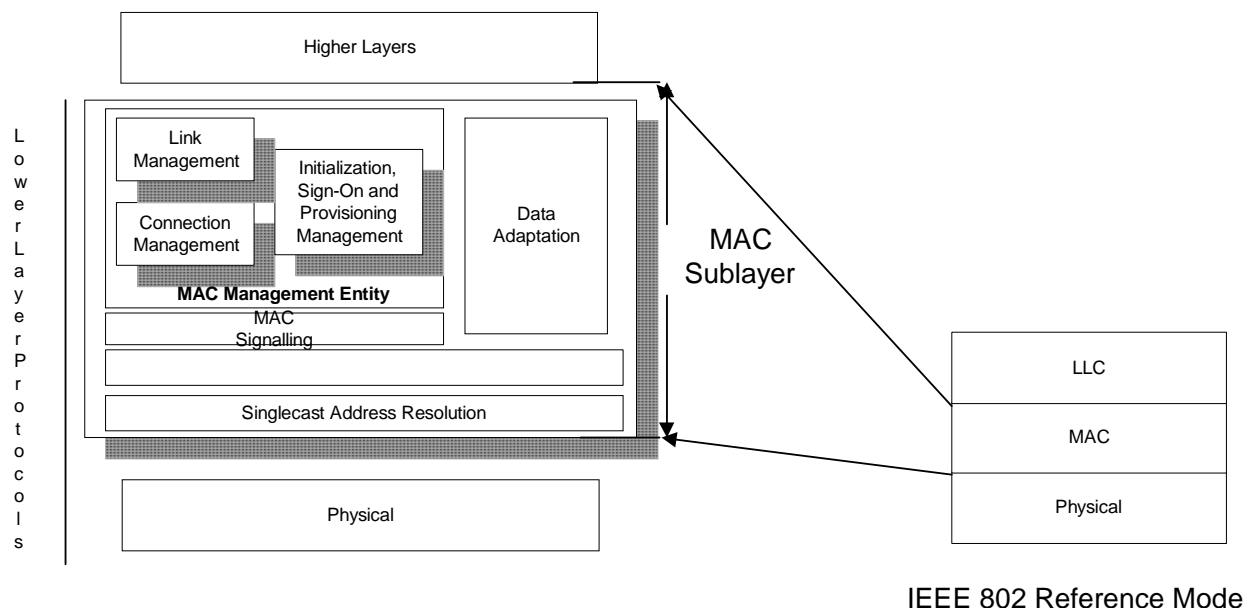 Higher Layers
LowerLayerProtocols
Link
Management
Initialization,
Sign-On and
Provisioning
Management
Connection
Management
Data
Adaptation
MAC Management Entity
MAC
Signalling
Singlecast Address Resolution
Physical
MAC
Sublayer
LLC
MAC
Physical
IEEE 802 Reference Mode